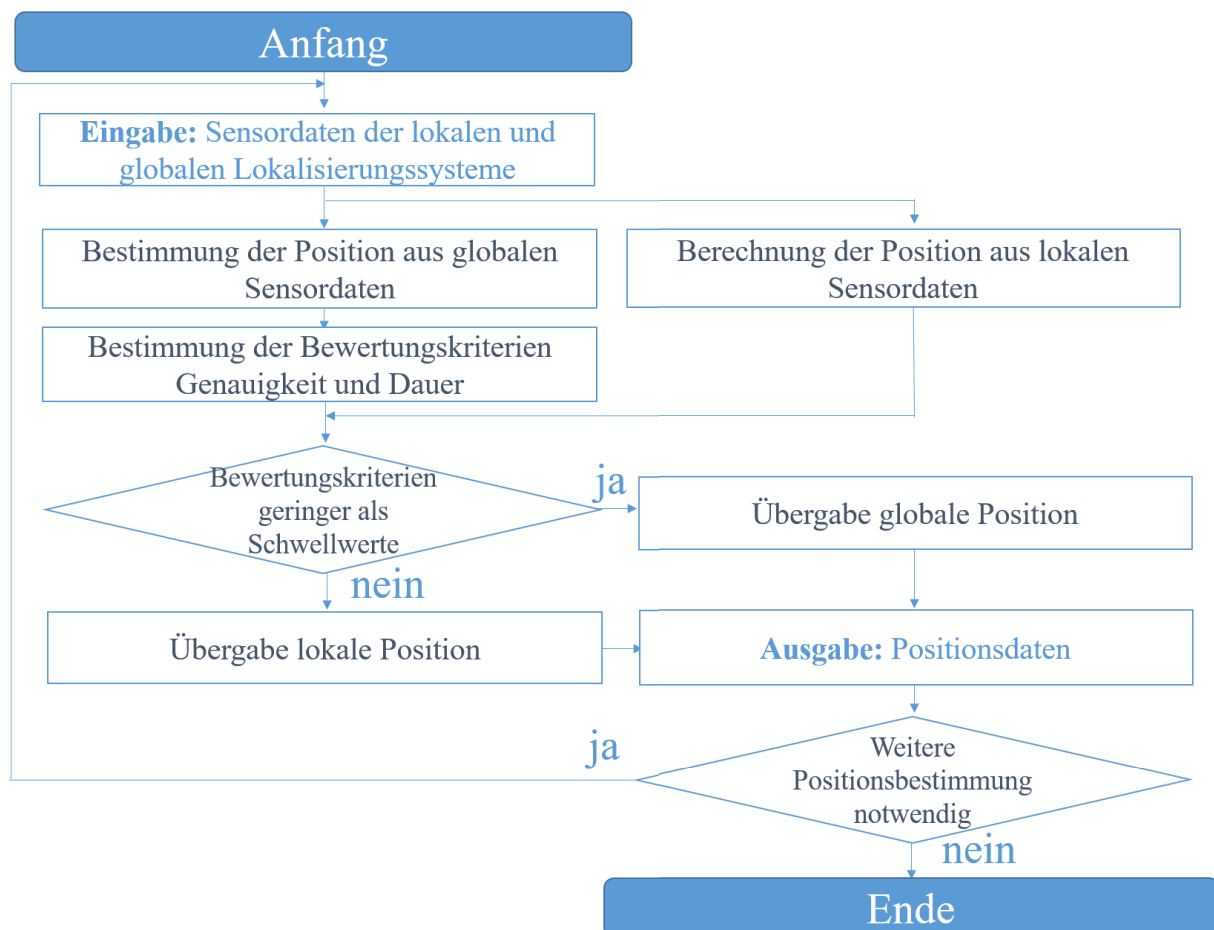 Anfang
Eingabe: Sensordaten der lokalen und
globalen Lokalisierungssysteme
Bestimmung der Position aus globalen
Sensordaten
Berechnung der Position aus lokalen
Sensordaten
Bestimmung der Bewertungskriterien
Genauigkeit und Dauer
Bewertungskriterien
geringer als
Schwellwerte
ja
Übergabe globale Position
nein
Übergabe lokale Position
Ausgabe: Positionsdaten
ja
Weitere
Positionsbestimmung
notwendig
nein
Ende